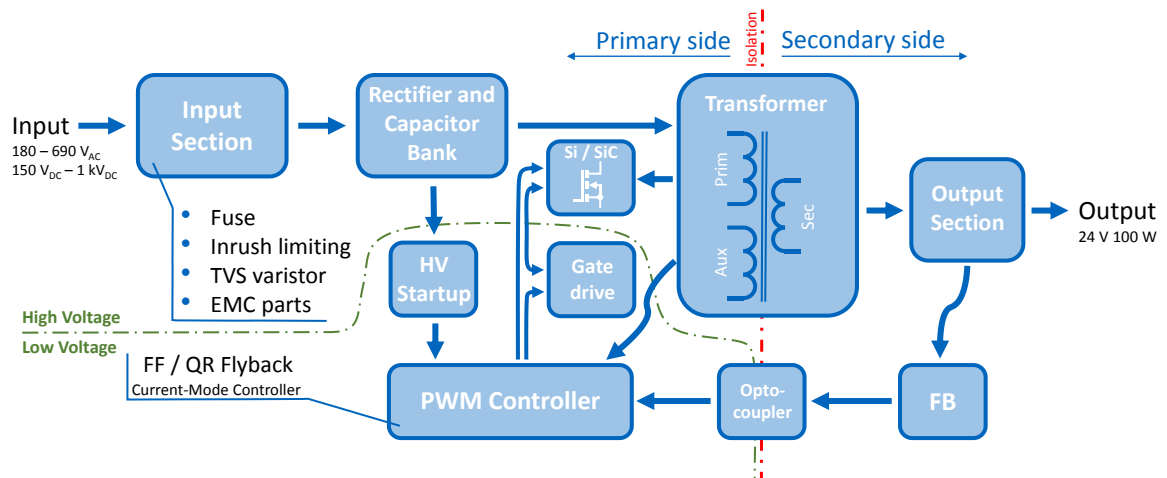 Primary side
Isolation
Secondary side
Input
Section
Rectifier and
Capacitor
Bank
Transformer
Input
180 – 690 VAC
150 VDC – 1 kVDC
Si / SiC
Prim
Sec
Aux
Output
Section
Output
24 V 100 W
• Fuse
• Inrush limiting
• TVS varistor
• EMC parts
HV
Startup
Gate
drive
High Voltage
Low Voltage
FF / QR Flyback
Current-Mode Controller
PWM Controller
Opto-
coupler
FB